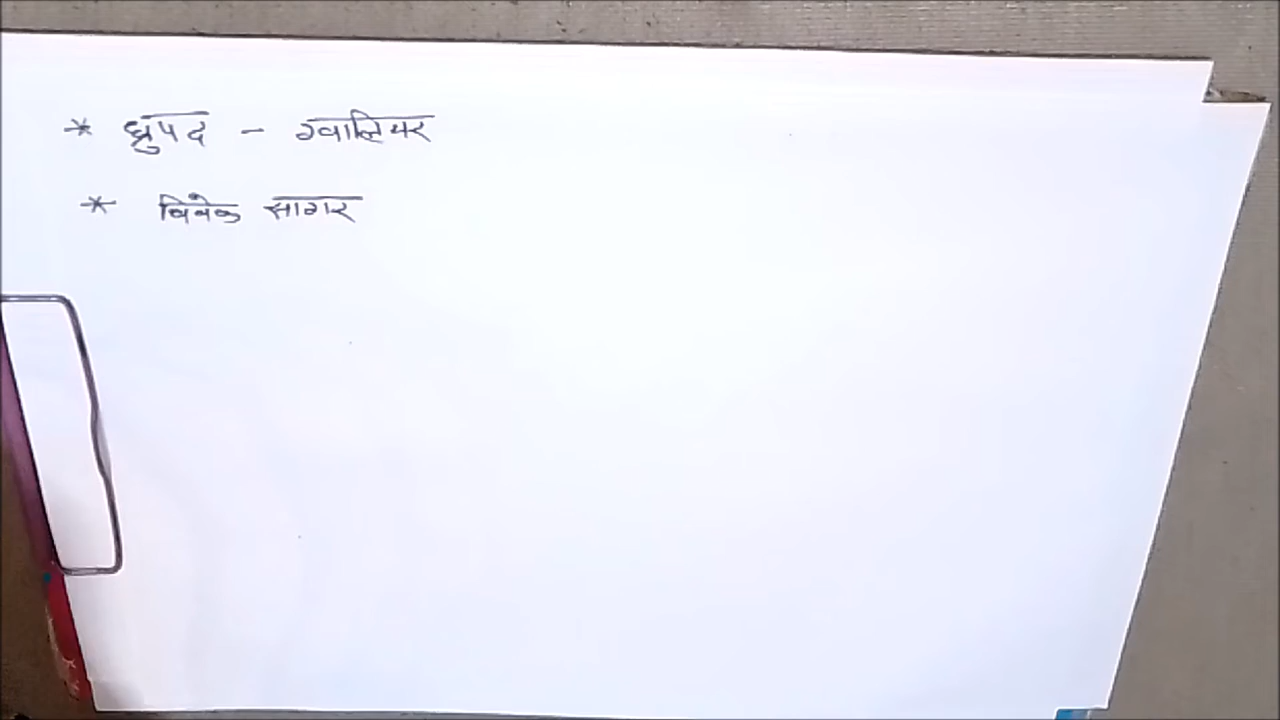 * ध्रुपद - ग्वालियर
* विवेक सागर